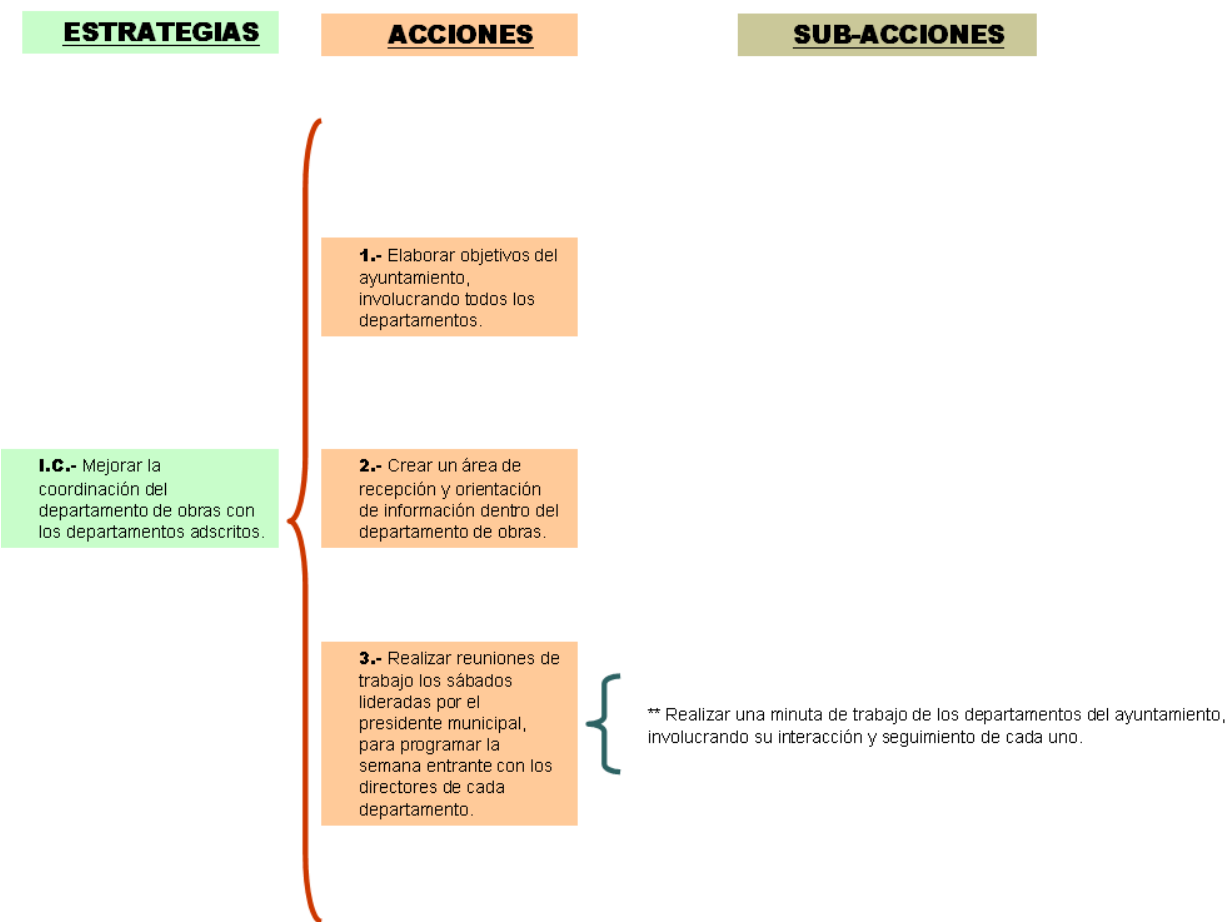 ESTRATEGIAS
ACCIONES
SUB-ACCIONES
1.- Elaborar objetivos del
ayuntamiento,
involucrando todos los
departamentos.
I.C.- Mejorar la
coordinación del
departamento de obras con
los departamentos adscritos.
2.- Crear un área de
recepción y orientación
de información dentro del
departamento de obras.
3.- Realizar reuniones de
trabajo los sábados
lideradas por el
presidente municipal,
para programar la
semana entrante con los
directores de cada
departamento.
** Realizar una minuta de trabajo de los departamentos del ayuntamiento,
involucrando su interacción y seguimiento de cada uno.